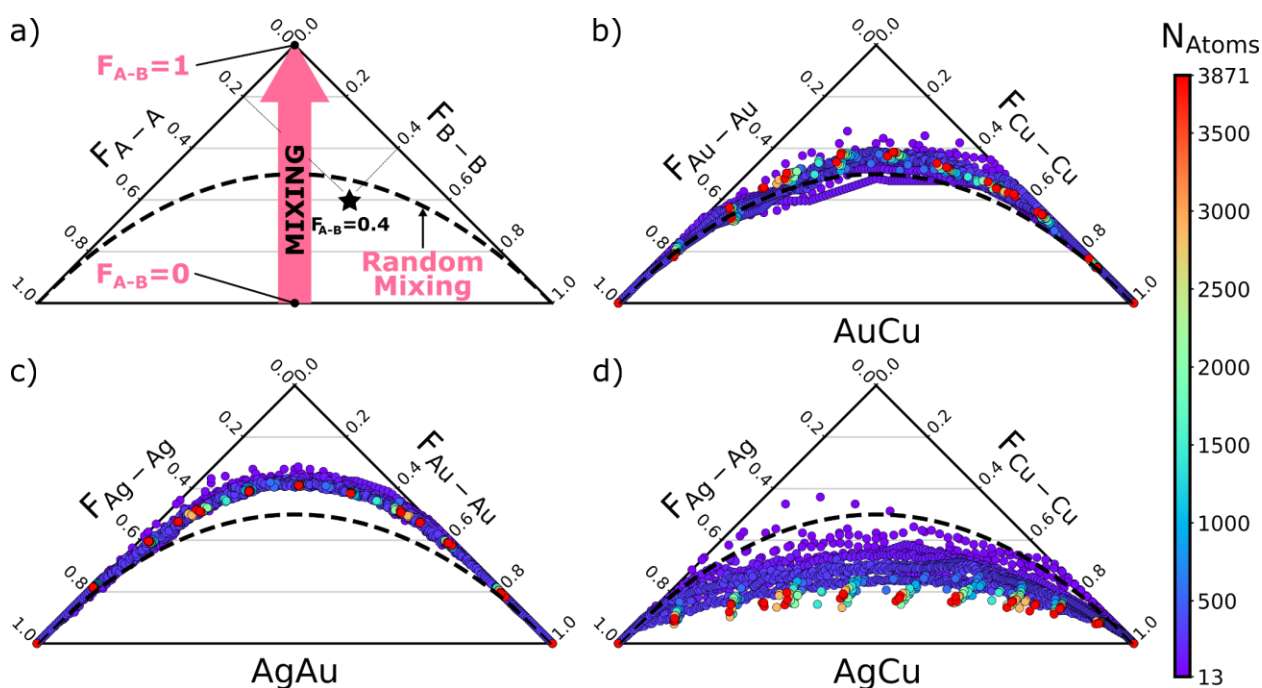 a)
0.0 0.0
F_A-B=1
0.2 0.2
F_A-A
F_B-B
0.4 0.4
0.6 0.6
MIXING
F_A-B=0.4
0.8 0.8
F_A-B=0
Random
Mixing
1.0 1.0
b)
0.0 0.0
0.2 0.2
F_Au-Au
F_Cu-Cu
0.4 0.4
0.6 0.6
0.8 0.8
1.0 1.0
AuCu
c)
0.0 0.0
0.2 0.2
F_Ag-Ag
F_Au-Au
0.4 0.4
0.6 0.6
0.8 0.8
1.0 1.0
AgAu
d)
0.0 0.0
0.2 0.2
F_Ag-Ag
F_Cu-Cu
0.4 0.4
0.6 0.6
0.8 0.8
1.0 1.0
AgCu
N_Atoms
3871
3500
3000
2500
2000
1500
1000
500
13